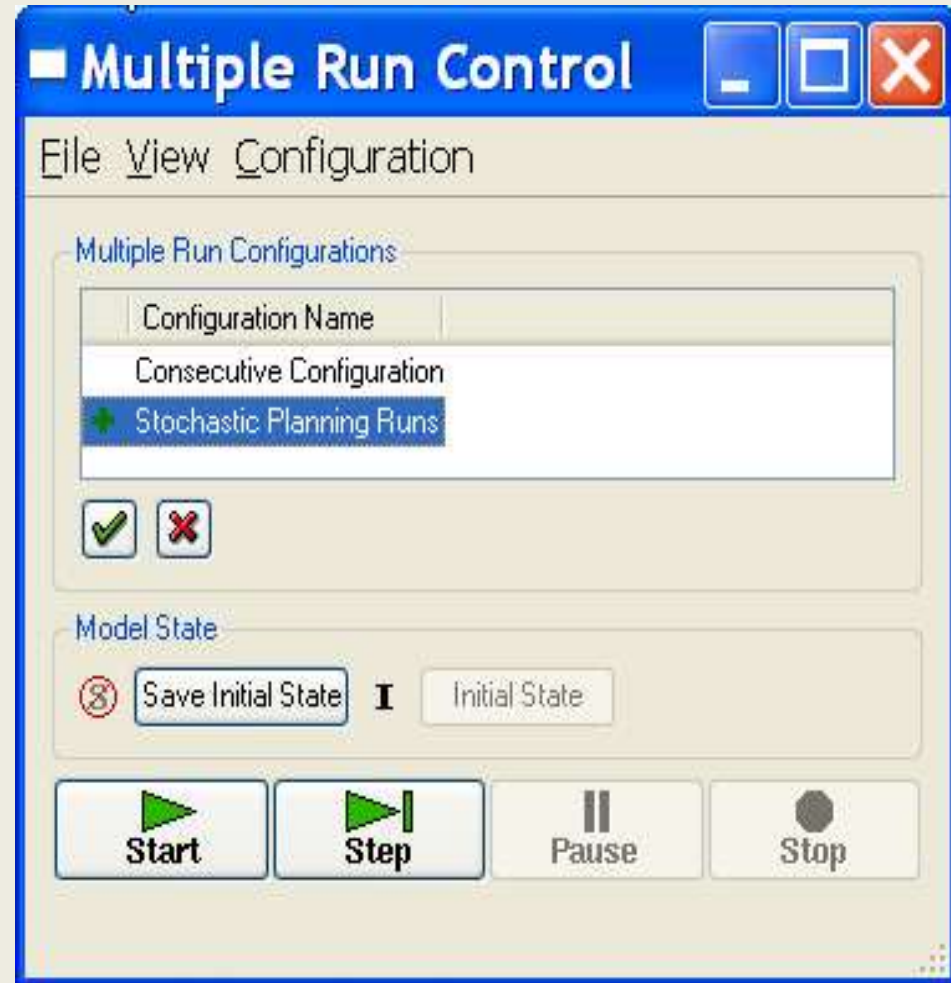 Multiple Run Control
File View Configuration
Multiple Run Configurations
Configuration Name
Consecutive Configuration
Stochastic Planning Runs
Model State
S Save Initial State I Initial State
Start Step Pause Stop